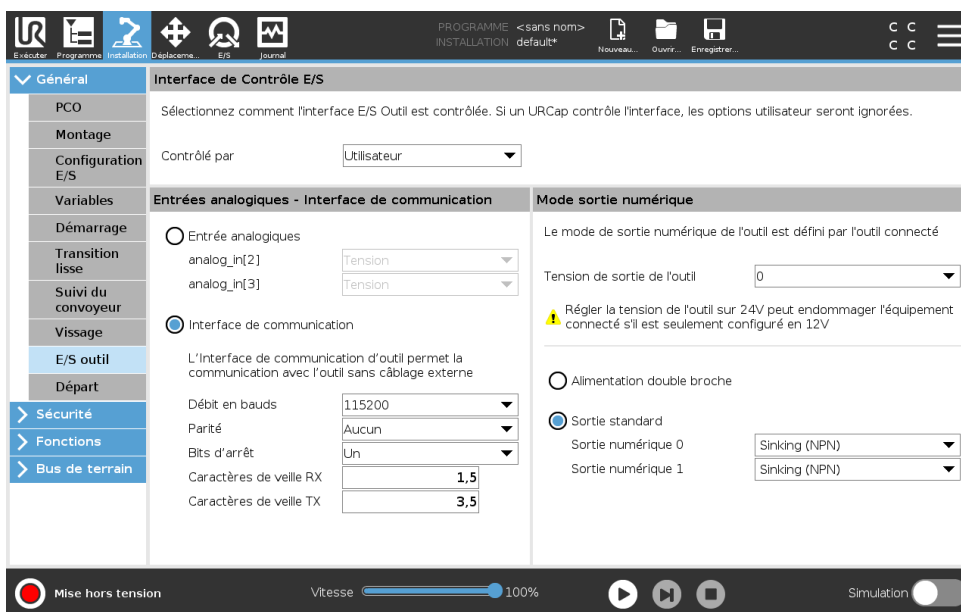 UR
PROGRAMME <sans nom>
INSTALLATION default*
Exécuter Programme Installation Déplaceme... E/S Journal
Nouveau... Ouvrir... Enregistrer...
C C
C C
Général
PCO
Montage
Configuration
E/S
Variables
Démarrage
Transition
lisse
Suivi du
convoyeur
Vissage
E/S outil
Départ
Sécurité
Fonctions
Bus de terrain
Interface de Contrôle E/S
Sélectionnez comment l'interface E/S Outil est contrôlée. Si un URCap contrôle l'interface, les options utilisateur seront ignorées.
Contrôlé par Utilisateur
Entrées analogiques - Interface de communication
Entrée analogiques
analog_in[2] Tension
analog_in[3] Tension
Interface de communication
L'Interface de communication d'outil permet la
communication avec l'outil sans câblage externe
Débit en bauds 115200
Parité Aucun
Bits d'arrêt Un
Caractères de veille RX 1,5
Caractères de veille TX 3,5
Mode sortie numérique
Le mode de sortie numérique de l'outil est défini par l'outil connecté
Tension de sortie de l'outil 0
Régler la tension de l'outil sur 24V peut endommager l'équipement
connecté s'il est seulement configuré en 12V
Alimentation double broche
Sortie standard
Sortie numérique 0 Sinking (NPN)
Sortie numérique 1 Sinking (NPN)
Mise hors tension Vitesse 100% Simulation